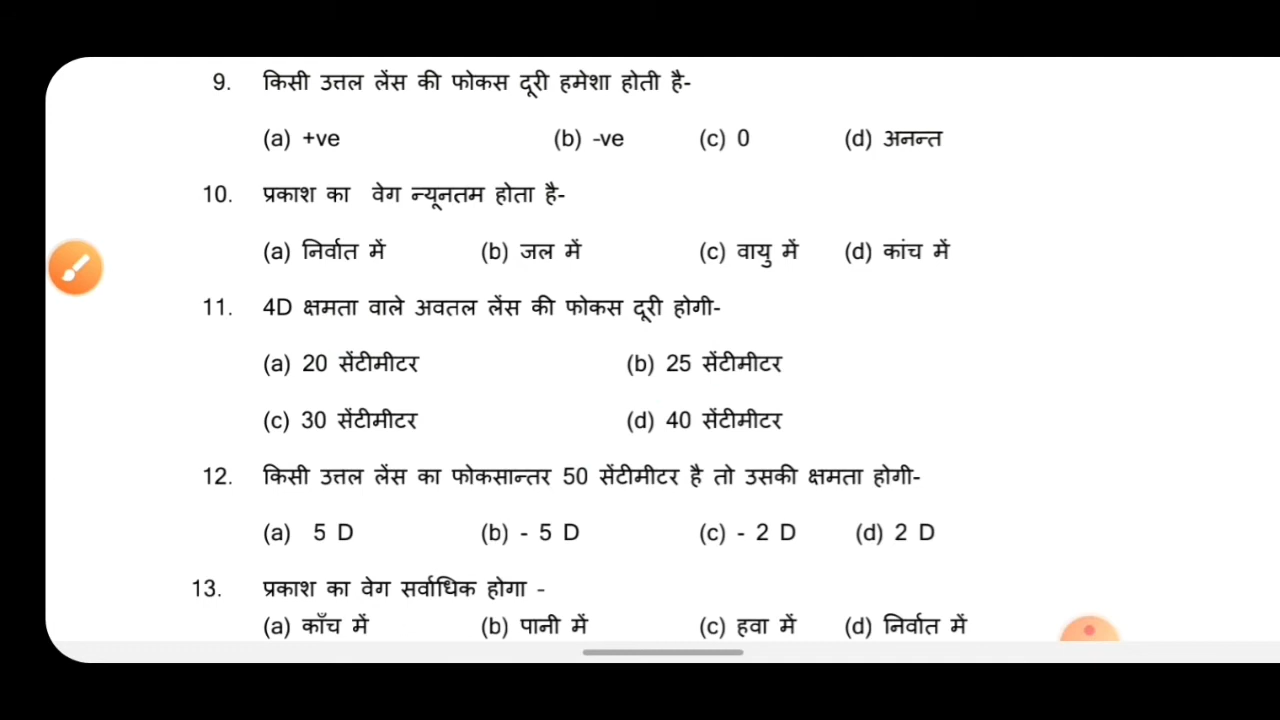 9. किसी उत्तल लेंस की फोकस दूरी हमेशा होती है-
(a) +ve (b) -ve (c) 0 (d) अनन्त
10. प्रकाश का वेग न्यूनतम होता है-
(a) निर्वात में (b) जल में (c) वायु में (d) कांच में
11. 4D क्षमता वाले अवतल लेंस की फोकस दूरी होगी-
(a) 20 सेंटीमीटर (b) 25 सेंटीमीटर
(c) 30 सेंटीमीटर (d) 40 सेंटीमीटर
12. किसी उत्तल लेंस का फोकसान्तर 50 सेंटीमीटर है तो उसकी क्षमता होगी-
(a) 5 D (b) - 5 D (c) - 2 D (d) 2 D
13. प्रकाश का वेग सर्वाधिक होगा -
(a) काँच में (b) पानी में (c) हवा में (d) निर्वात में